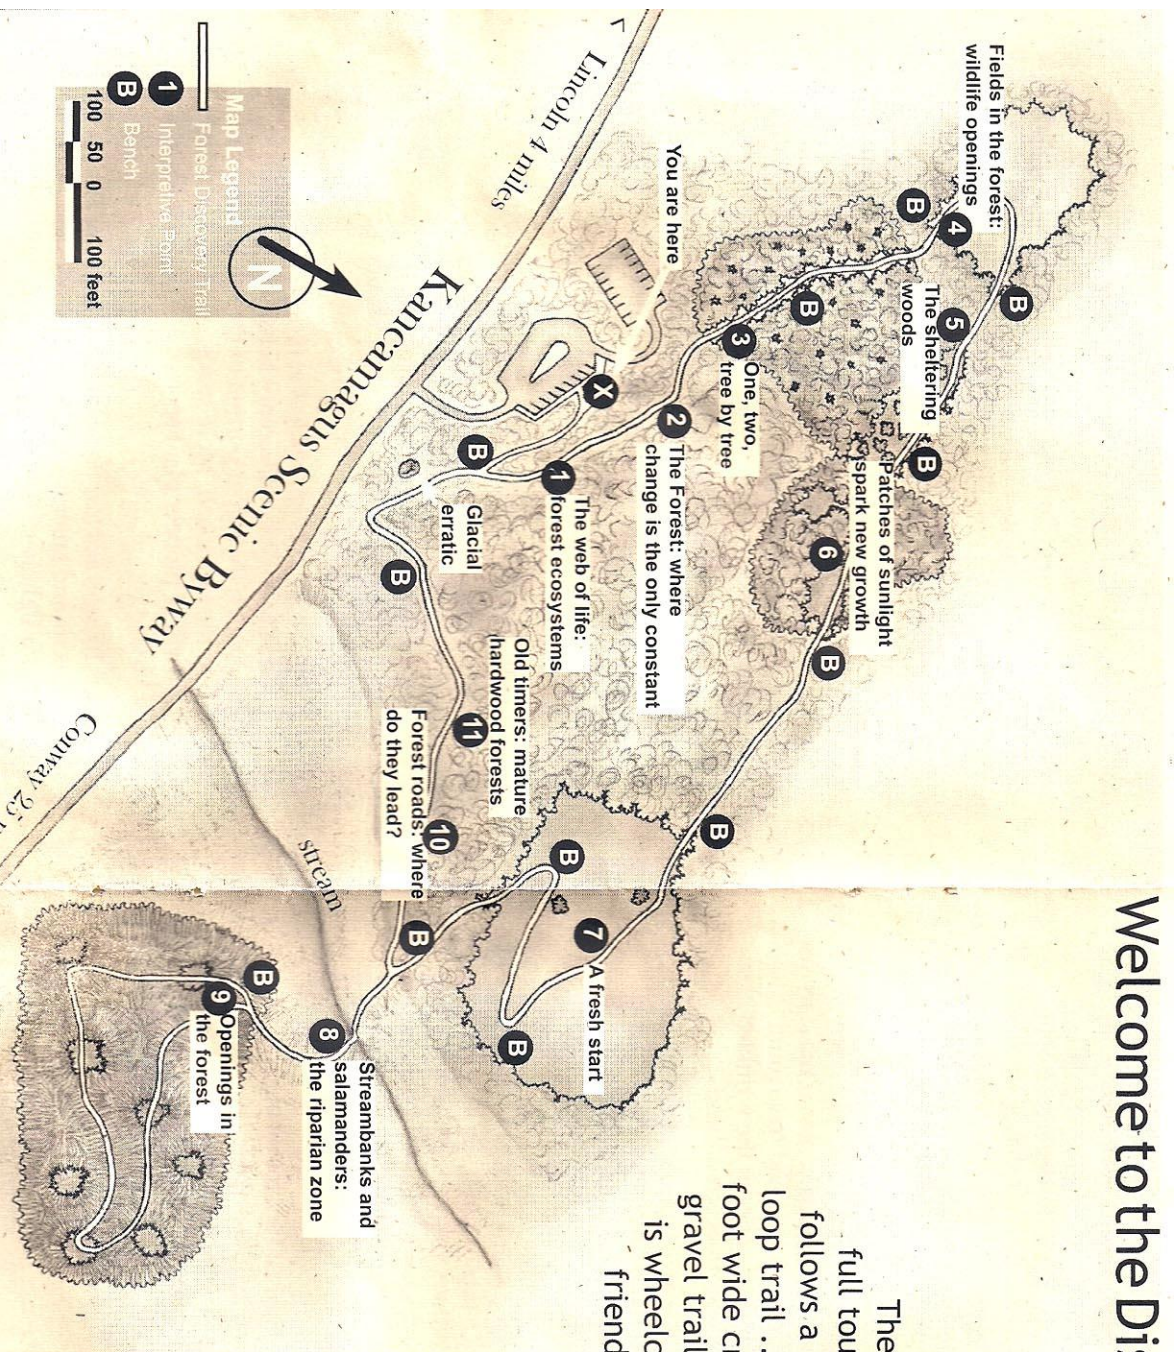 Welcome to the Dis
The
full tou
follows a
loop trail ..
foot wide c
gravel trail
is wheelc
friend
Fields in the forest:
wildlife openings
B
4
B
5
The sheltering
woods
B
Patches of sunlight
spark new growth
6
B
B
B
3
One, two,
tree by tree
You are here
X
2
The Forest: where
change is the only constant
1
The web of life:
forest ecosystems
B
Glacial
erratic
B
Old timers: mature
hardwood forests
11
Forest roads: where
do they lead?
10
B
7
A fresh start
B
B
8
Streambanks and
salamanders:
the riparian zone
B
9
Openings in
the forest
stream
Lincoln 4 miles
Kancamagus Scenic Byway
Conway 25
Map Legend
Forest Discovery Trail
1
Interpretive Point
B
Bench
N
100 50 0 100 feet